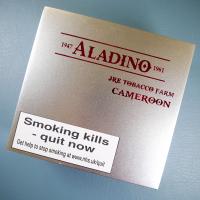 1947 ALADINO 1961
JRE TOBACCO FARM
CAMEROON
Smoking kills
- quit now
Get help to stop smoking at www.nhs.uk/quit